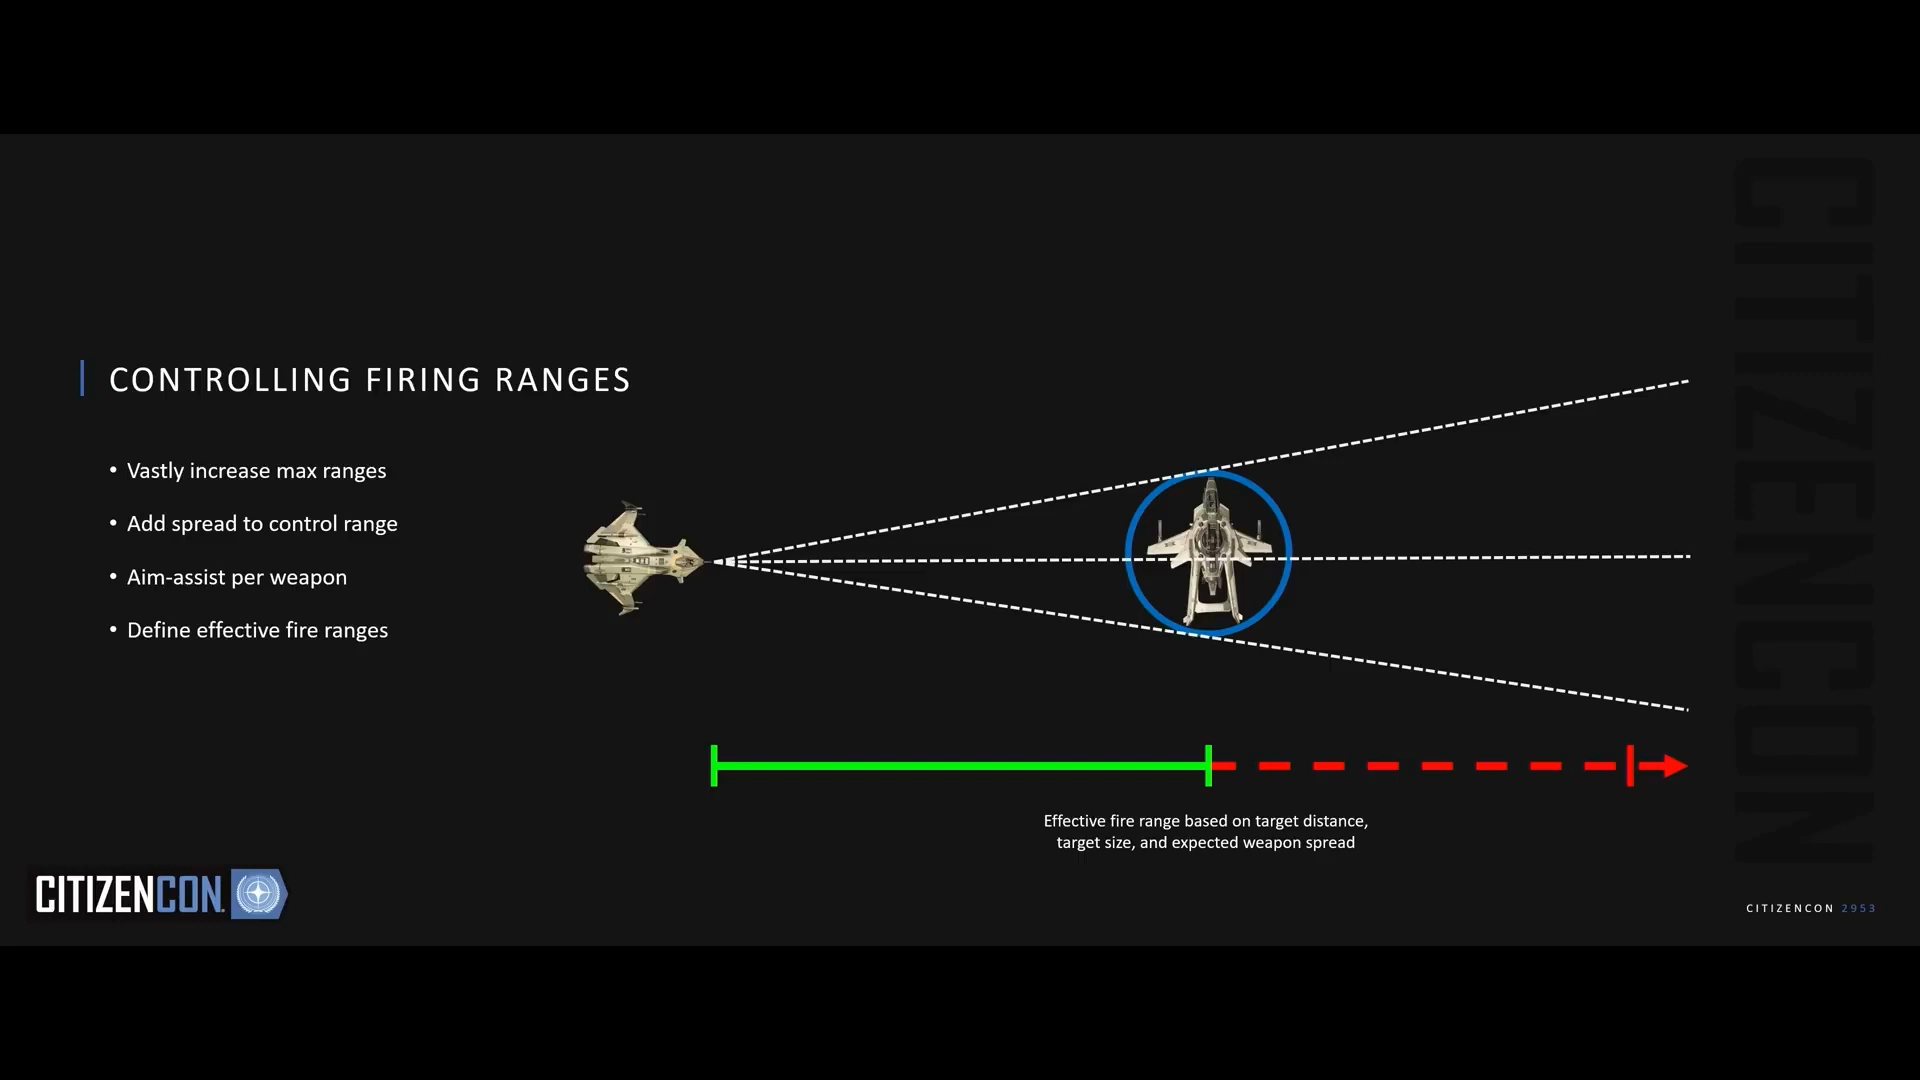 CONTROLLING FIRING RANGES
• Vastly increase max ranges
• Add spread to control range
• Aim-assist per weapon
• Define effective fire ranges
Effective fire range based on target distance,
target size, and expected weapon spread
CITIZENCON.
CITIZENCON 2953
CITIZENCON